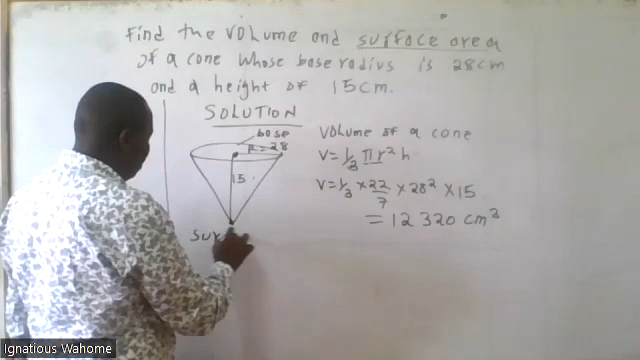 Find the volume and surface area
of a cone whose base radius is 28cm
and a height of 15cm.
SOLUTION
base
r = 28
15
Sur
Volume of a cone
V = 1/3 πr² h
V = 1/3 × 22/7 × 28² × 15
= 12 320 cm³
Ignatious Wahome